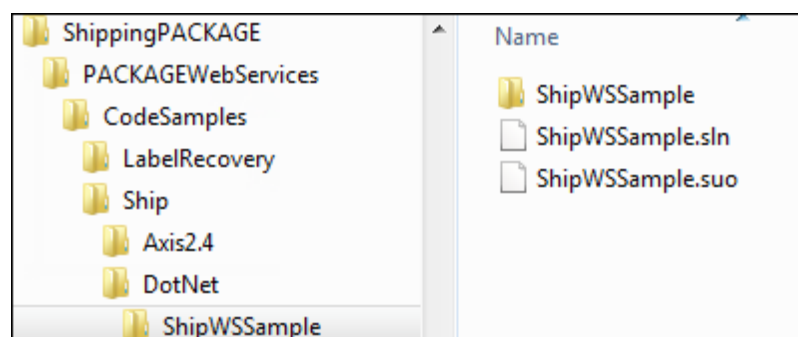 ShippingPACKAGE
PACKAGEWebServices
CodeSamples
LabelRecovery
Ship
Axis2.4
DotNet
ShipWSSample
Name
ShipWSSample
ShipWSSample.sln
ShipWSSample.suo